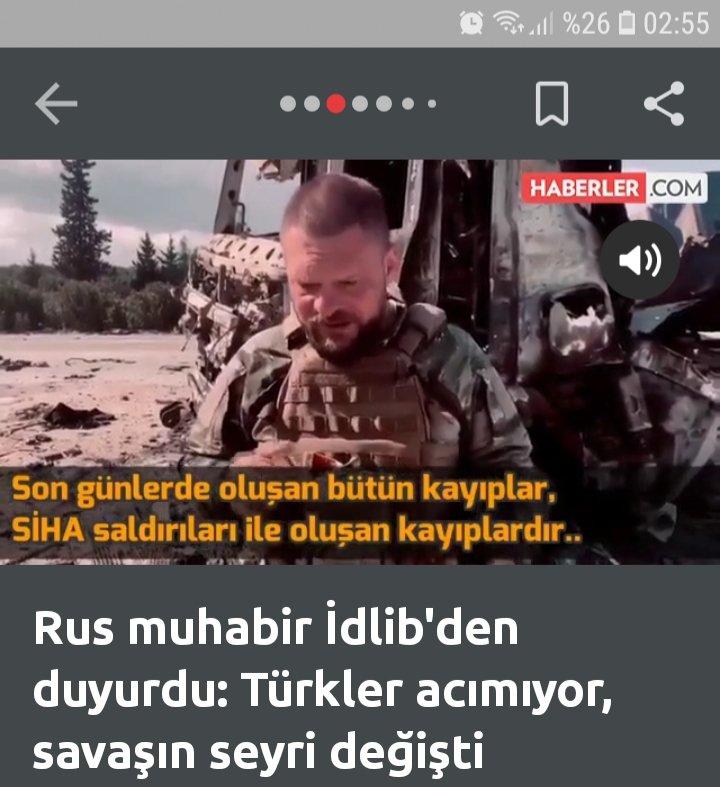 %26 02:55
HABERLER.COM
Son günlerde oluşan bütün kayıplar,
SİHA saldırıları ile oluşan kayıplardır..
Rus muhabir İdlib'den
duyurdu: Türkler acımıyor,
savaşın seyri değişti